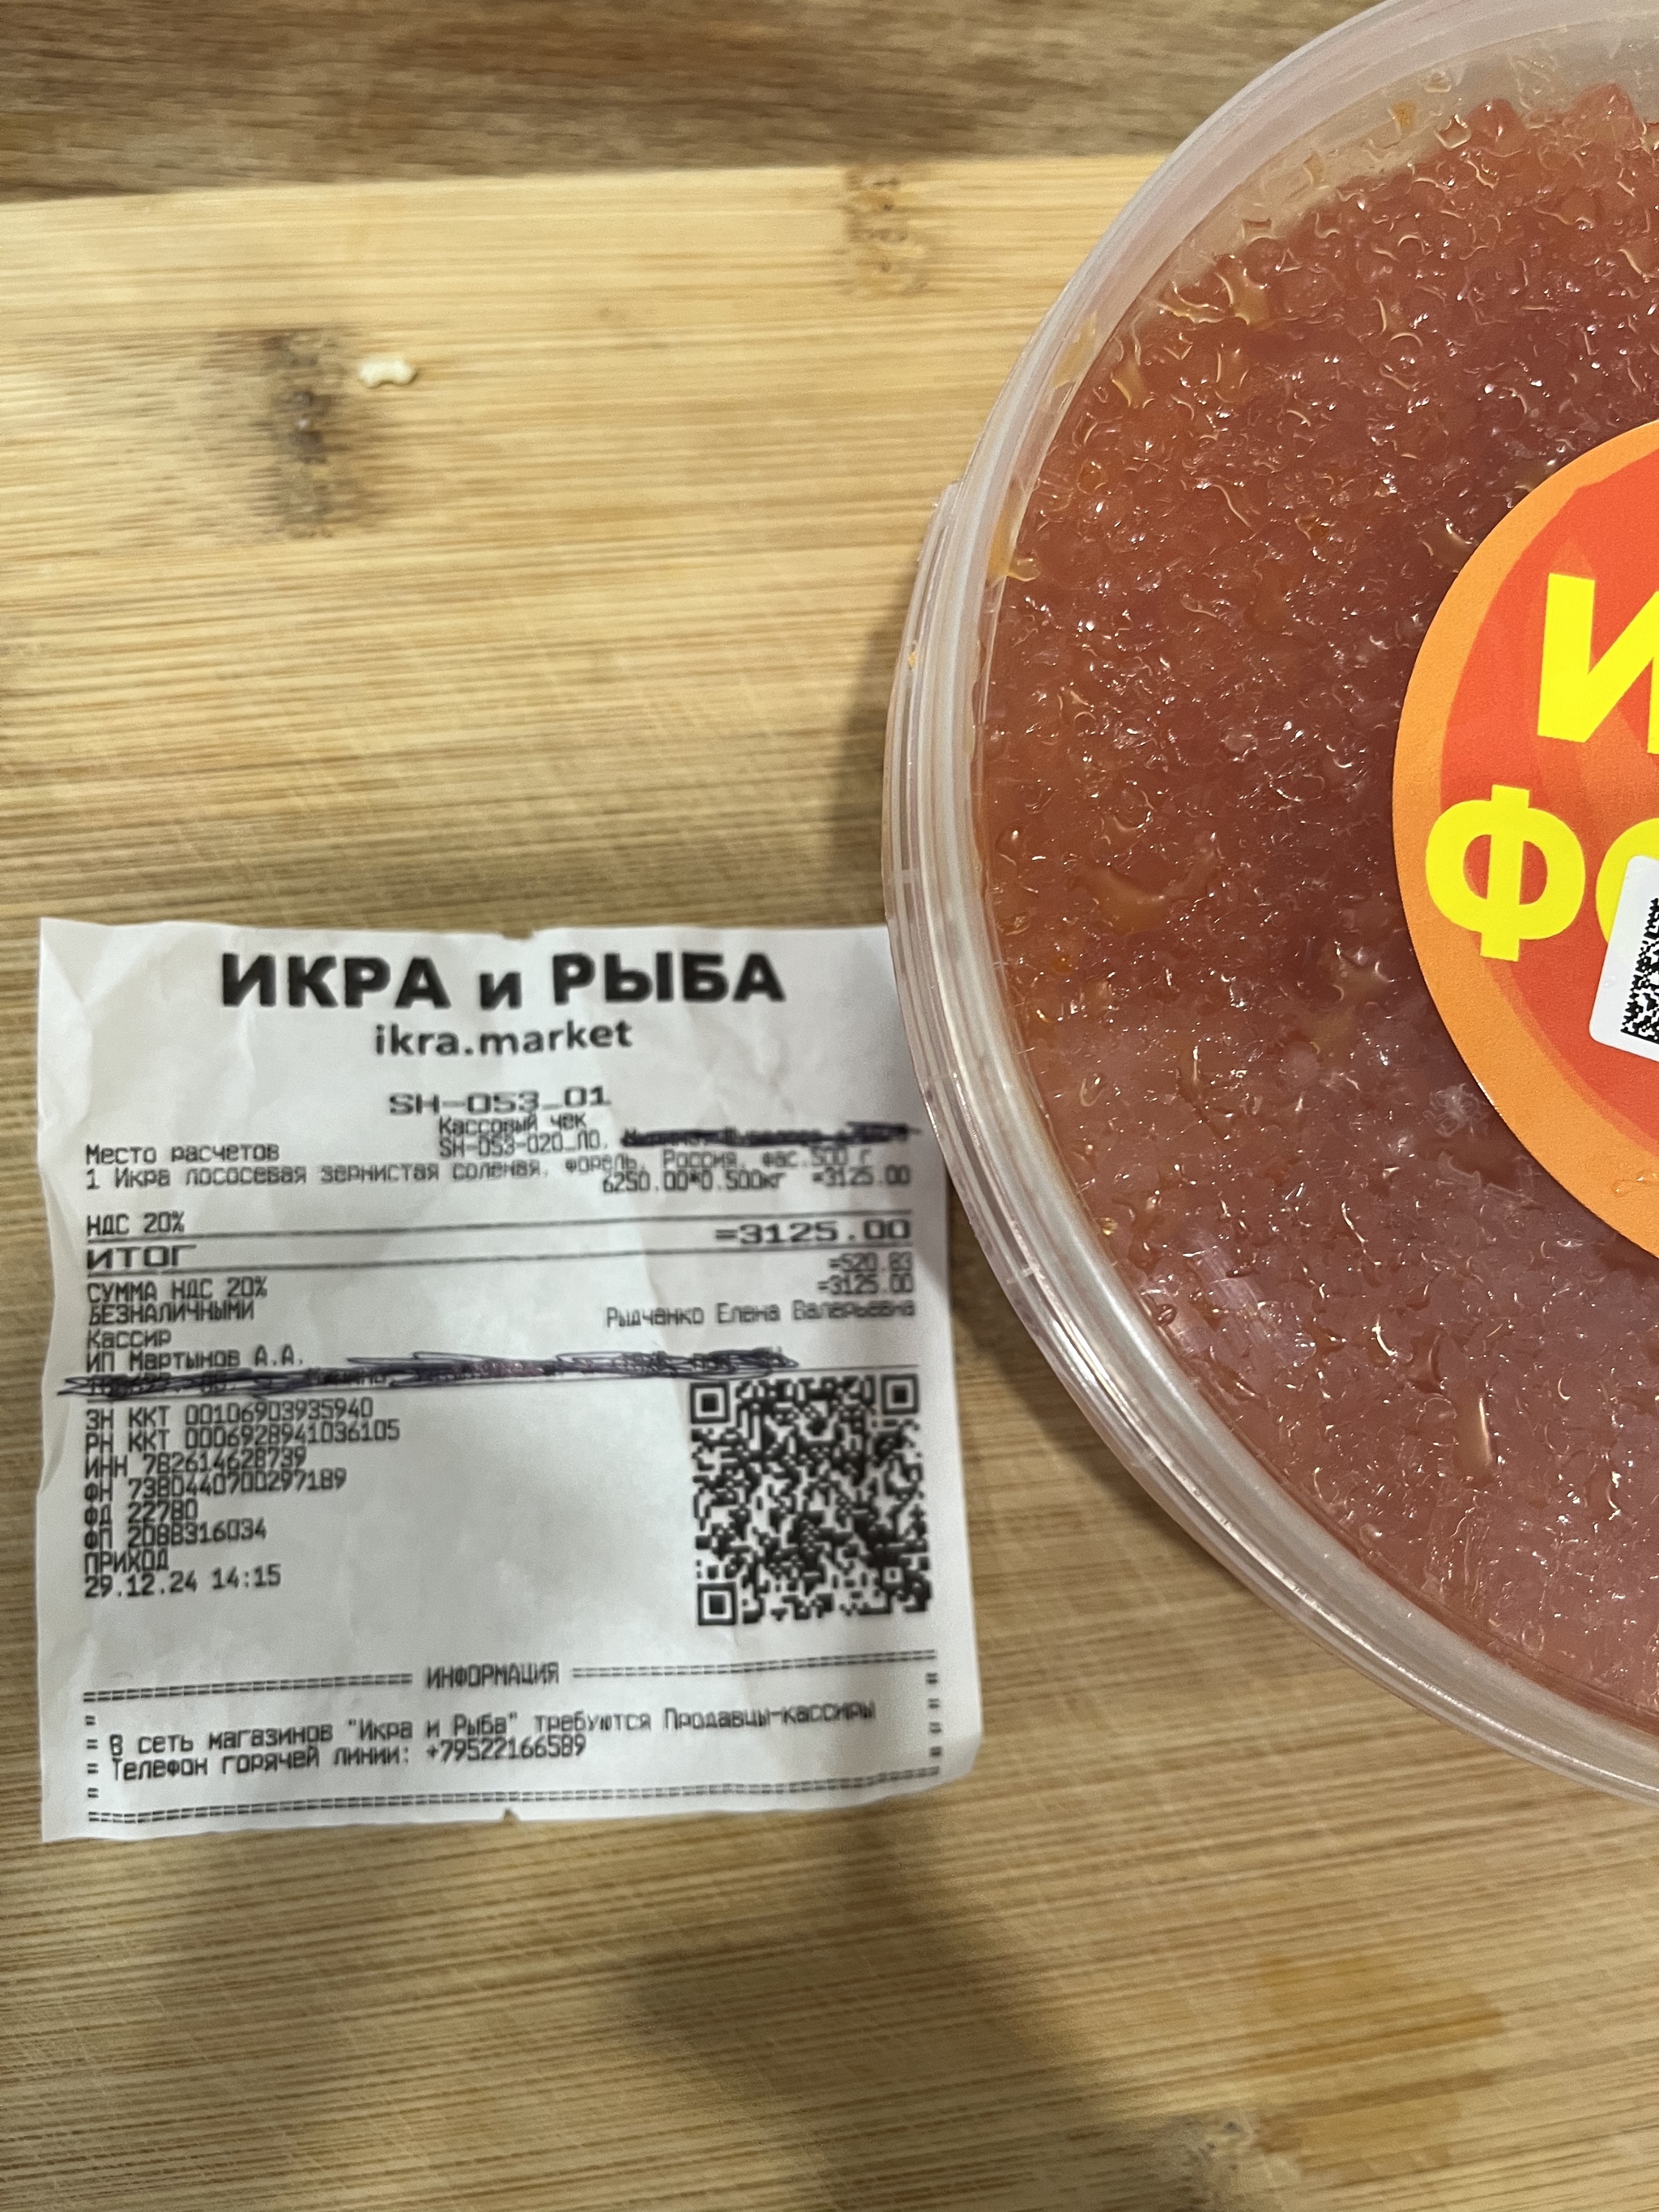 ИКРА и РЫБА
ikra.market
SH-053_01
Кассовый чек
Место расчетов SH-053-020_ЛО,
1 Икра лососевая зернистая соленая, форель, Россия, фас.500 г
6250.00*0.500кг =3125.00
НДС 20%
ИТОГ =3125.00
СУММА НДС 20% =520.83
БЕЗНАЛИЧНЫМИ =3125.00
Кассир Рыдченко Елена Валерьевна
ИП Мартынов А.А.
ЗН ККТ 00106903935940
РН ККТ 0006928941036105
ИНН 782614628739
ФН 7380440700297189
ФД 22780
ФП 2088316034
ПРИХОД
29.12.24 14:15
ИНФОРМАЦИЯ
В сеть магазинов "Икра и Рыба" требуются Продавцы-кассиры
Телефон горячей линии: +79522166589
И
ФО